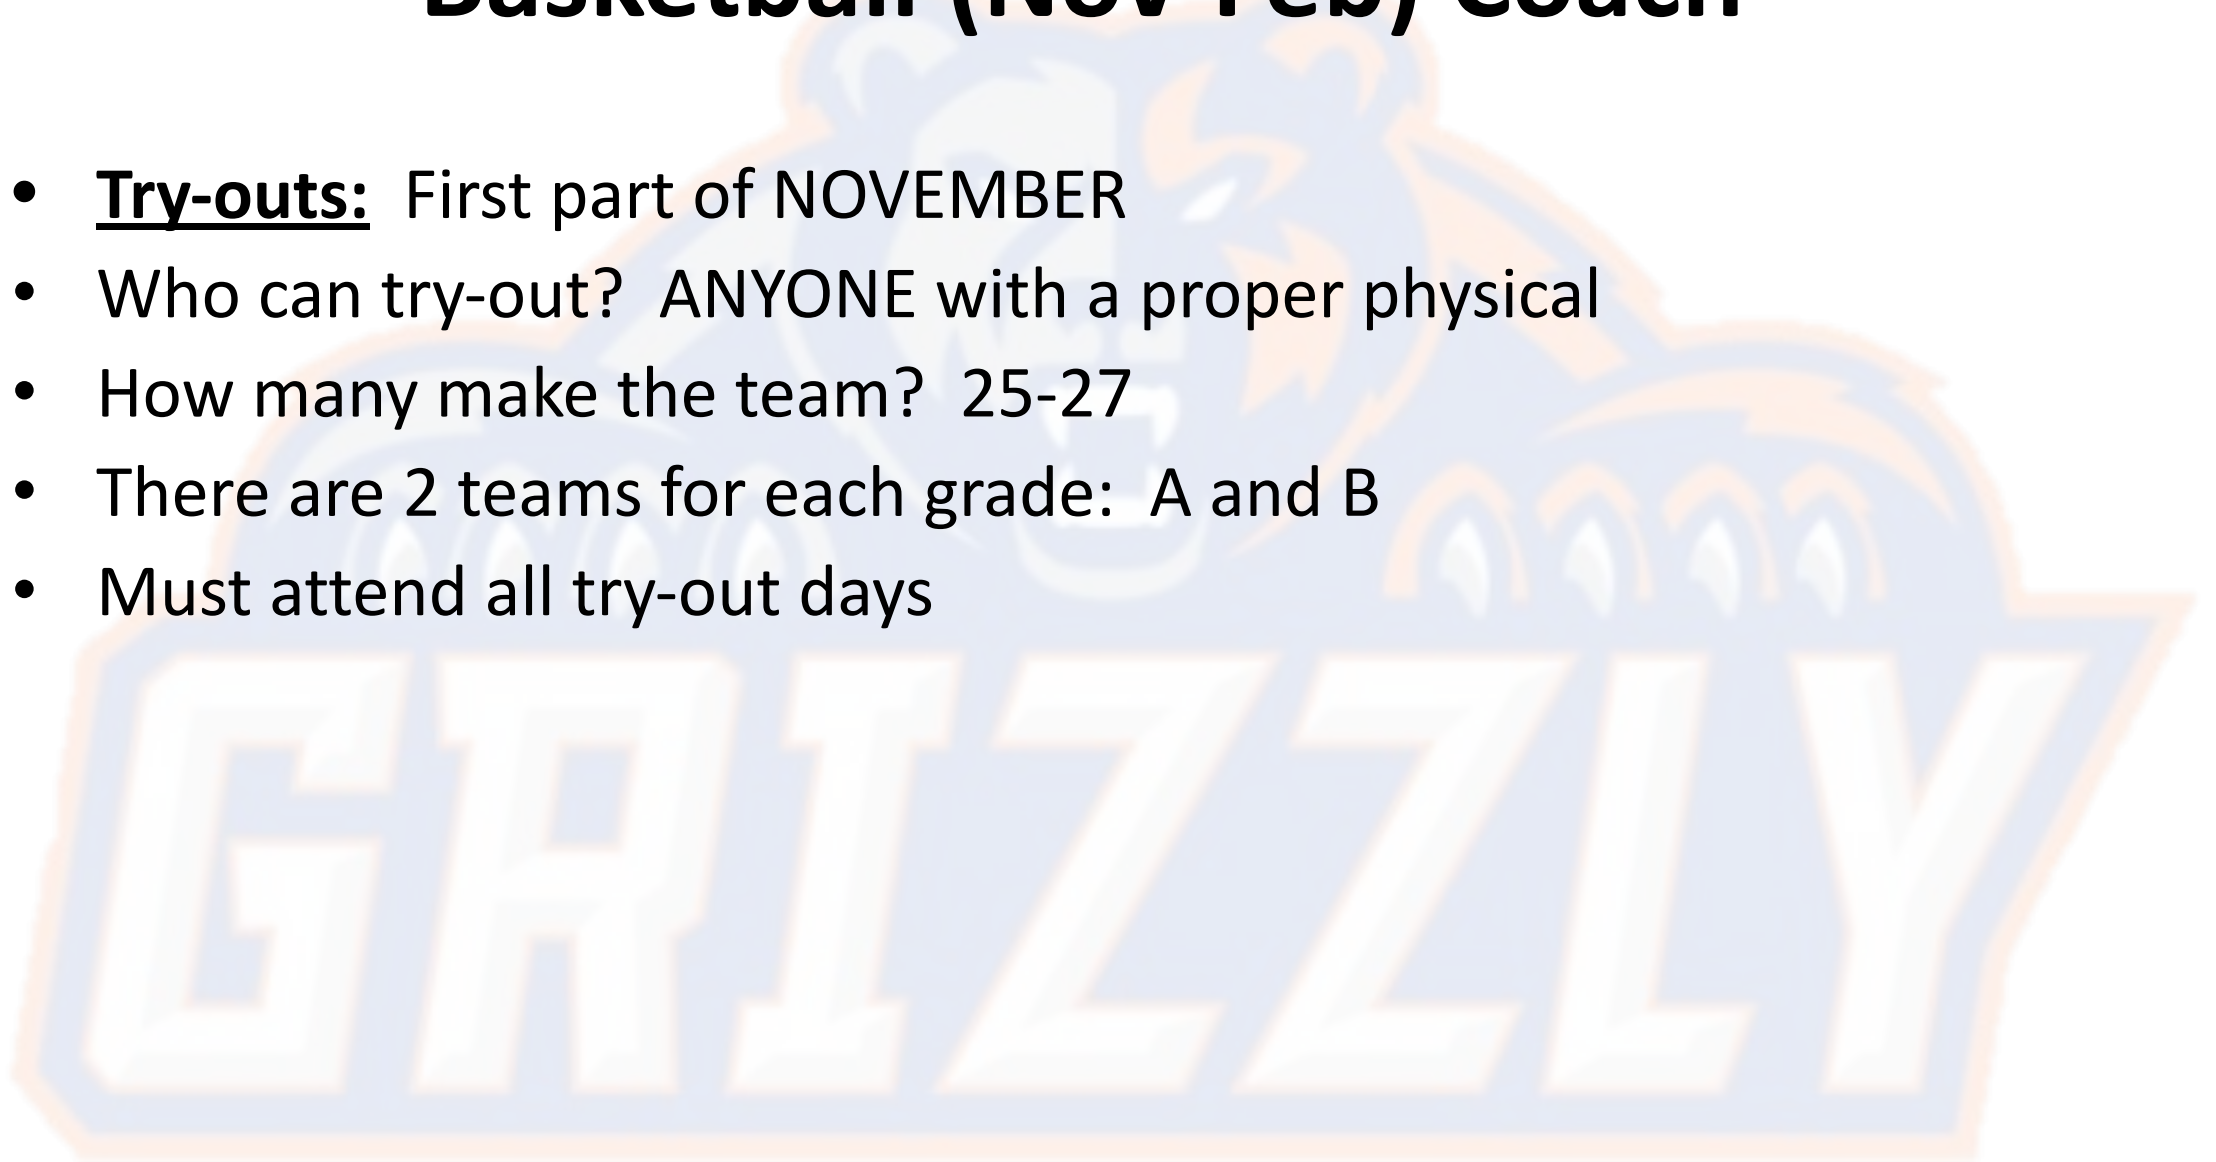 Basketball (Nov-Feb) Coach
• Try-outs:  First part of NOVEMBER
• Who can try-out?  ANYONE with a proper physical
• How many make the team?  25-27
• There are 2 teams for each grade:  A and B
• Must attend all try-out days
GRIZZLY